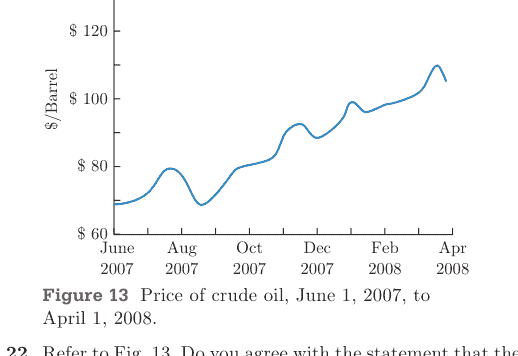 $ 120
$/Barrel
$ 100
$ 80
$ 60
June Aug Oct Dec Feb Apr
2007 2007 2007 2007 2008 2008
Figure 13 Price of crude oil, June 1, 2007, to
April 1, 2008.
22. Refer to Fig. 13. Do you agree with the statement that the